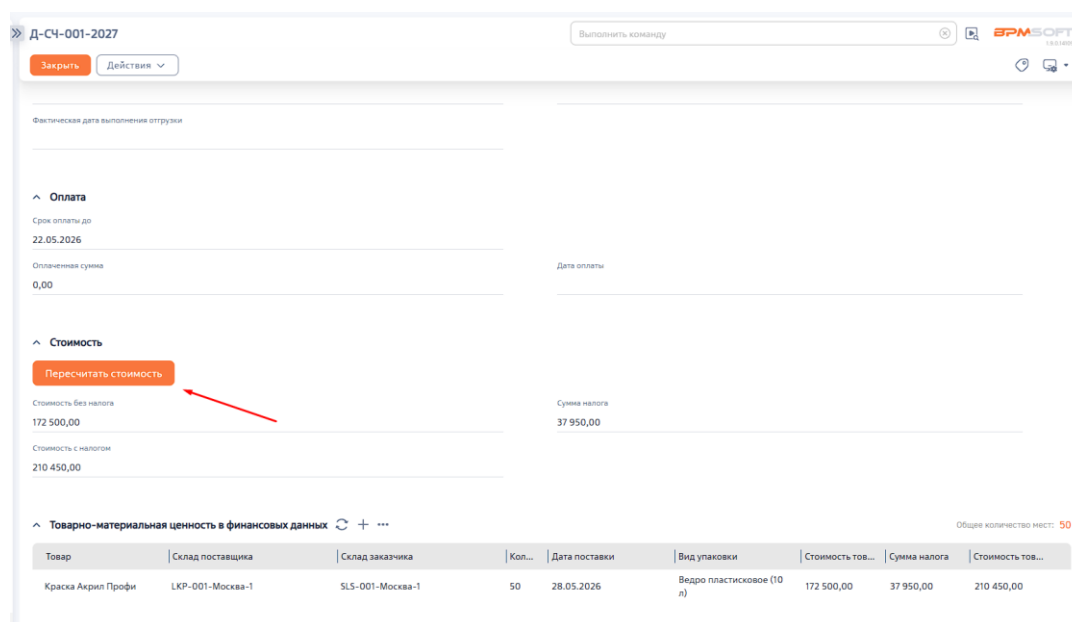 Д-СЧ-001-2027
Выполнить команду
BPMSOFT
Закрыть Действия
Фактическая дата выполнения отгрузки
Оплата
Срок оплаты до
22.05.2026
Оплаченная сумма Дата оплаты
0,00
Стоимость
Пересчитать стоимость
Стоимость без налога Сумма налога
172 500,00 37 950,00
Стоимость с налогом
210 450,00
Товарно-материальная ценность в финансовых данных Общее количество мест: 50
Товар Склад поставщика Склад заказчика Кол... Дата поставки Вид упаковки Стоимость тов... Сумма налога Стоимость тов...
Краска Акрил Профи LKP-001-Москва-1 SLS-001-Москва-1 50 28.05.2026 Ведро пластисковое (10 л) 172 500,00 37 950,00 210 450,00